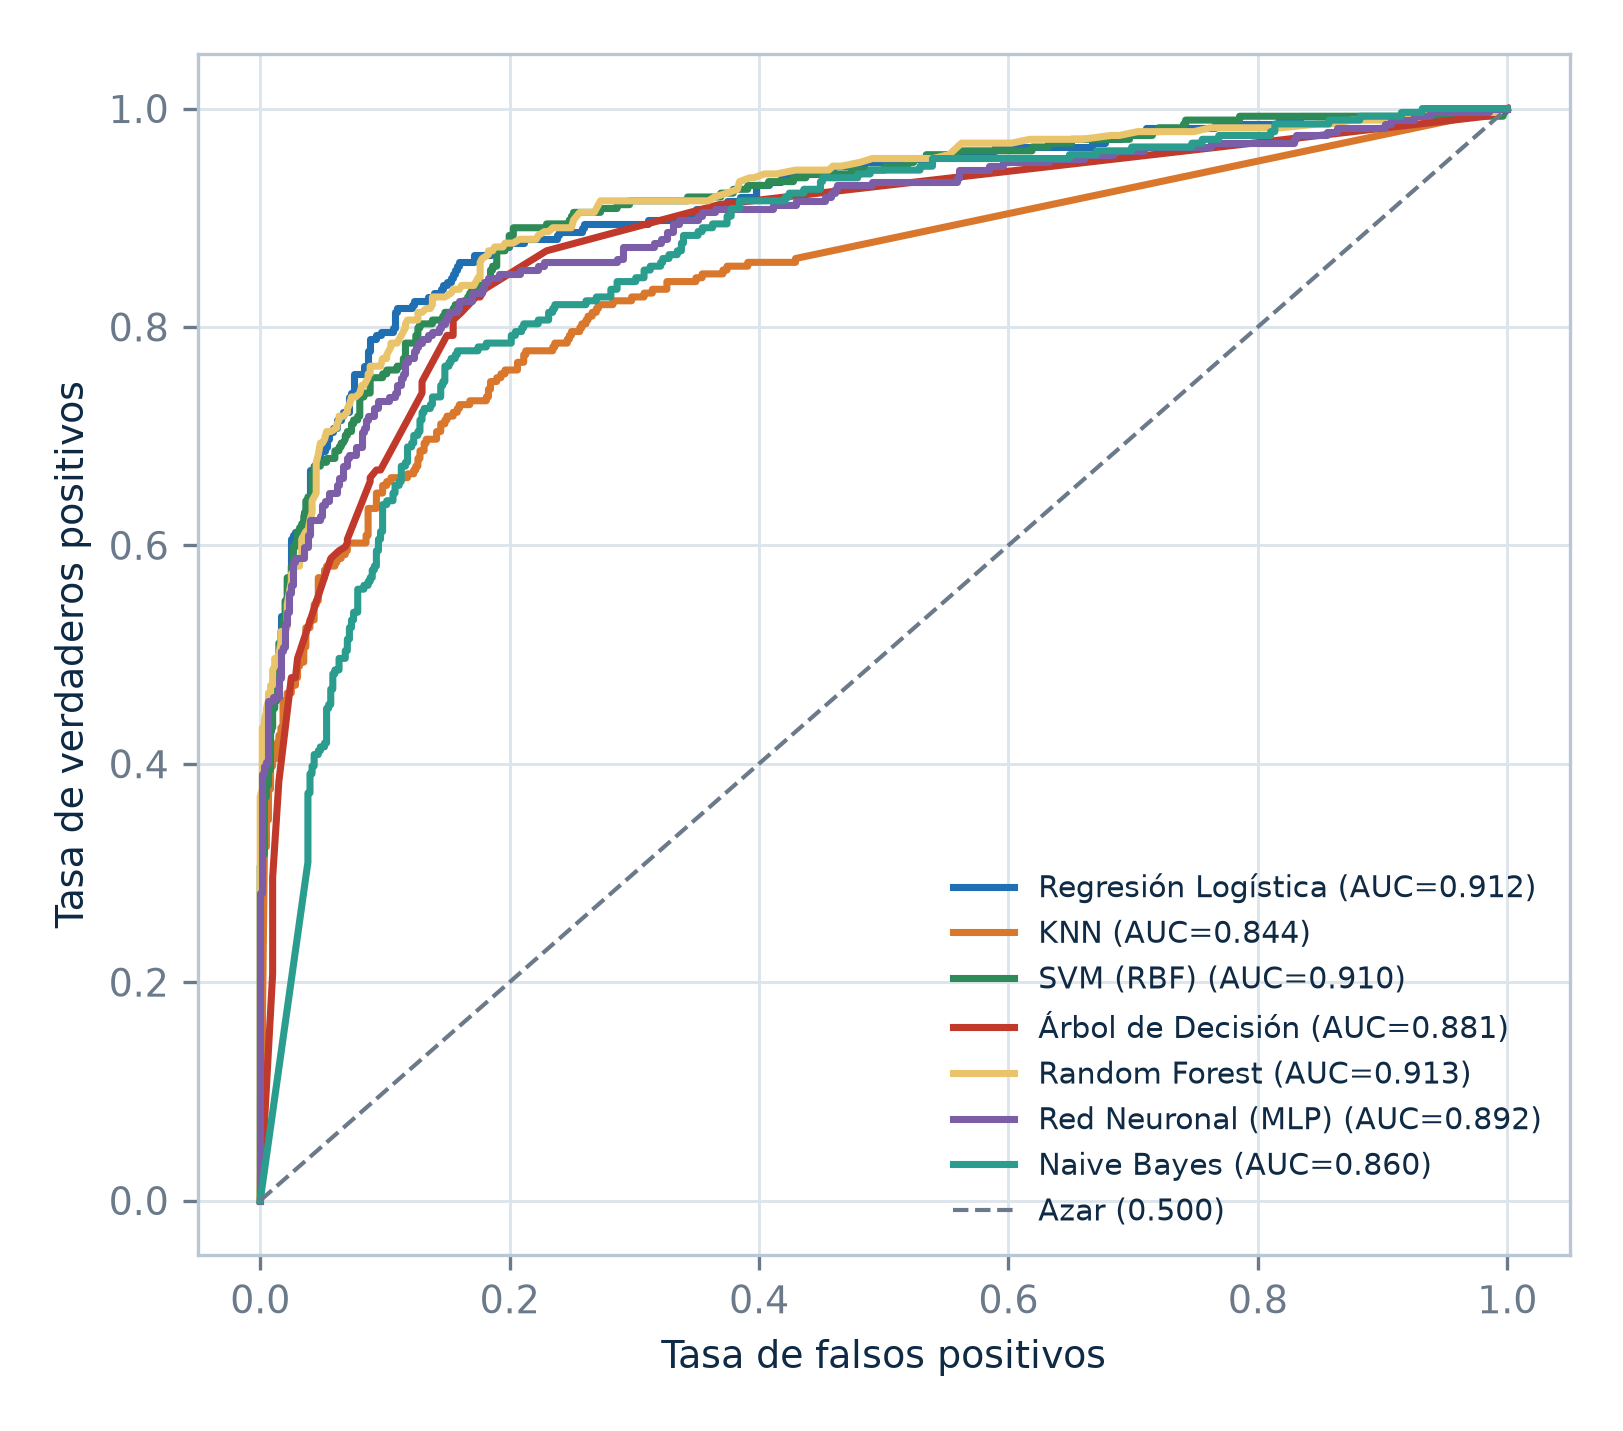 1.0
0.8
0.6
0.4
0.2
0.0
Tasa de verdaderos positivos
Regresión Logística (AUC=0.912)
KNN (AUC=0.844)
SVM (RBF) (AUC=0.910)
Árbol de Decisión (AUC=0.881)
Random Forest (AUC=0.913)
Red Neuronal (MLP) (AUC=0.892)
Naive Bayes (AUC=0.860)
Azar (0.500)
0.0 0.2 0.4 0.6 0.8 1.0
Tasa de falsos positivos